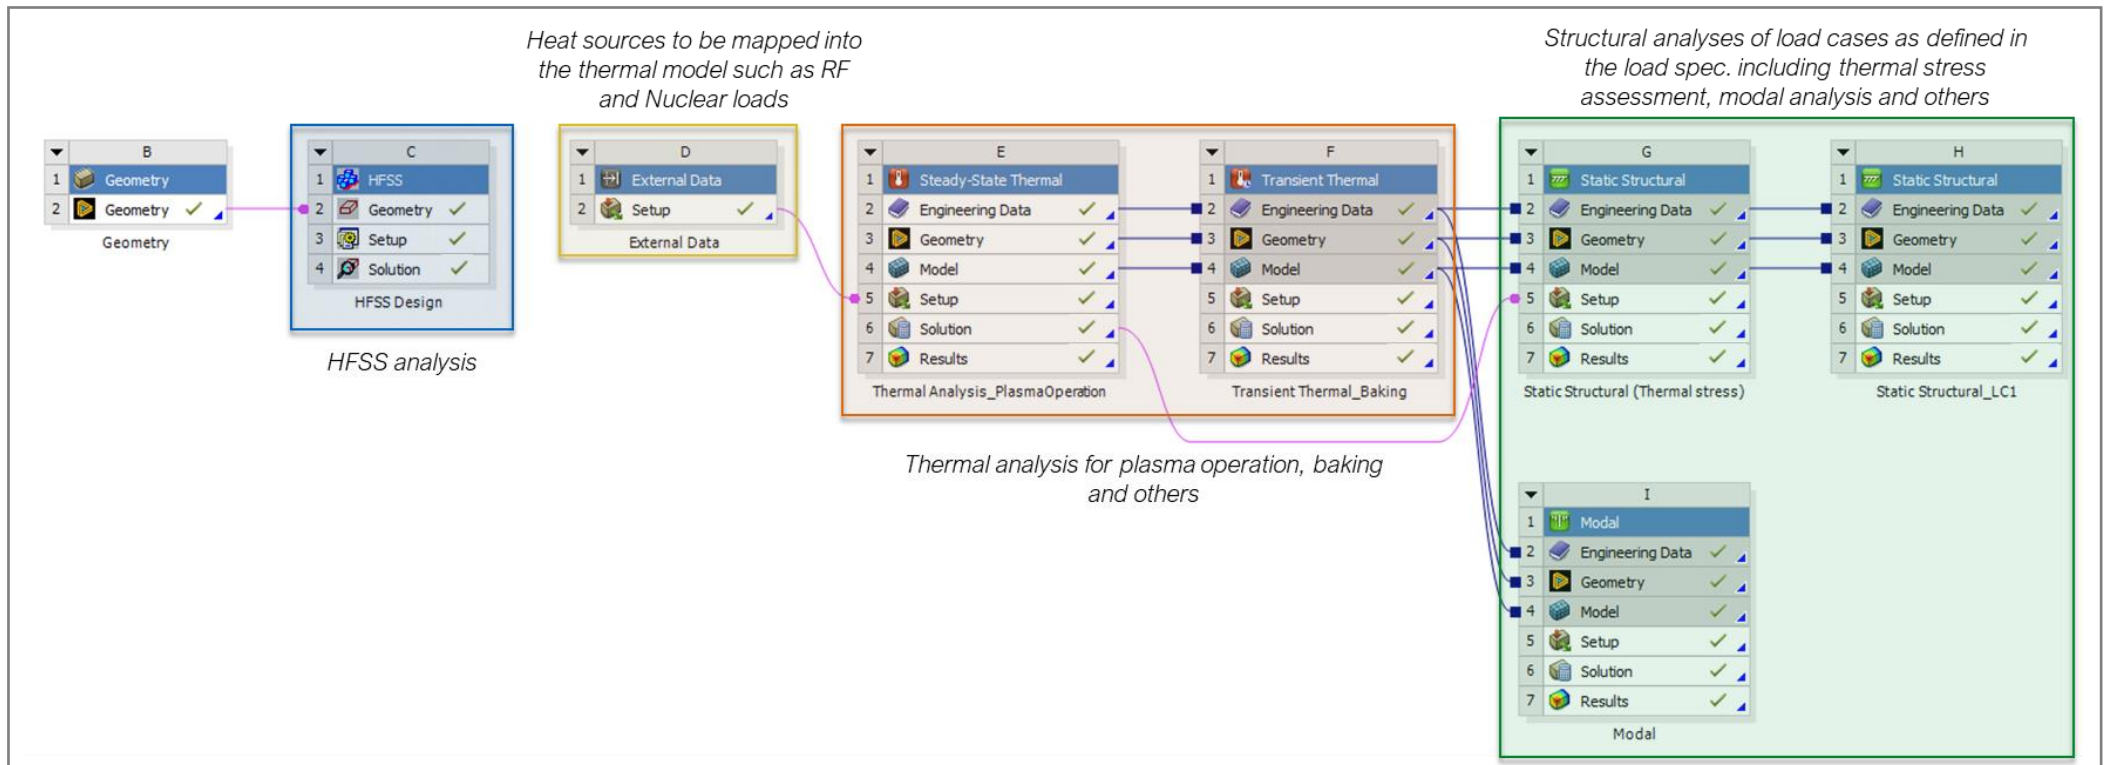 Heat sources to be mapped into
the thermal model such as RF
and Nuclear loads
Structural analyses of load cases as defined in
the load spec. including thermal stress
assessment, modal analysis and others
B
1 Geometry
2 Geometry
Geometry
C
1 HFSS
2 Geometry
3 Setup
4 Solution
HFSS Design
HFSS analysis
D
1 External Data
2 Setup
External Data
E
1 Steady-State Thermal
2 Engineering Data
3 Geometry
4 Model
5 Setup
6 Solution
7 Results
Thermal Analysis_PlasmaOperation
F
1 Transient Thermal
2 Engineering Data
3 Geometry
4 Model
5 Setup
6 Solution
7 Results
Transient Thermal_Baking
Thermal analysis for plasma operation, baking
and others
G
1 Static Structural
2 Engineering Data
3 Geometry
4 Model
5 Setup
6 Solution
7 Results
Static Structural (Thermal stress)
H
1 Static Structural
2 Engineering Data
3 Geometry
4 Model
5 Setup
6 Solution
7 Results
Static Structural_LC1
I
1 Modal
2 Engineering Data
3 Geometry
4 Model
5 Setup
6 Solution
7 Results
Modal